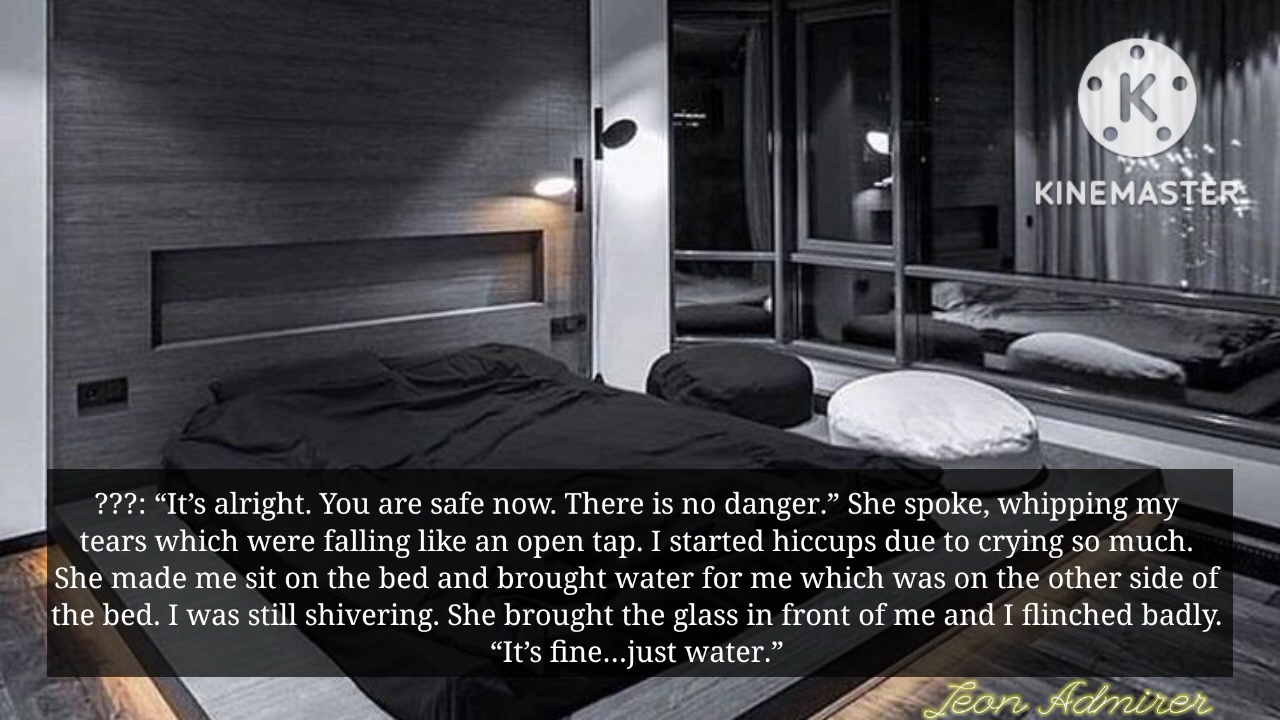 K
KINEMASTER
???: “It’s alright. You are safe now. There is no danger.” She spoke, whipping my
tears which were falling like an open tap. I started hiccups due to crying so much.
She made me sit on the bed and brought water for me which was on the other side of
the bed. I was still shivering. She brought the glass in front of me and I flinched badly.
“It’s fine...just water.”
Leon Admirer